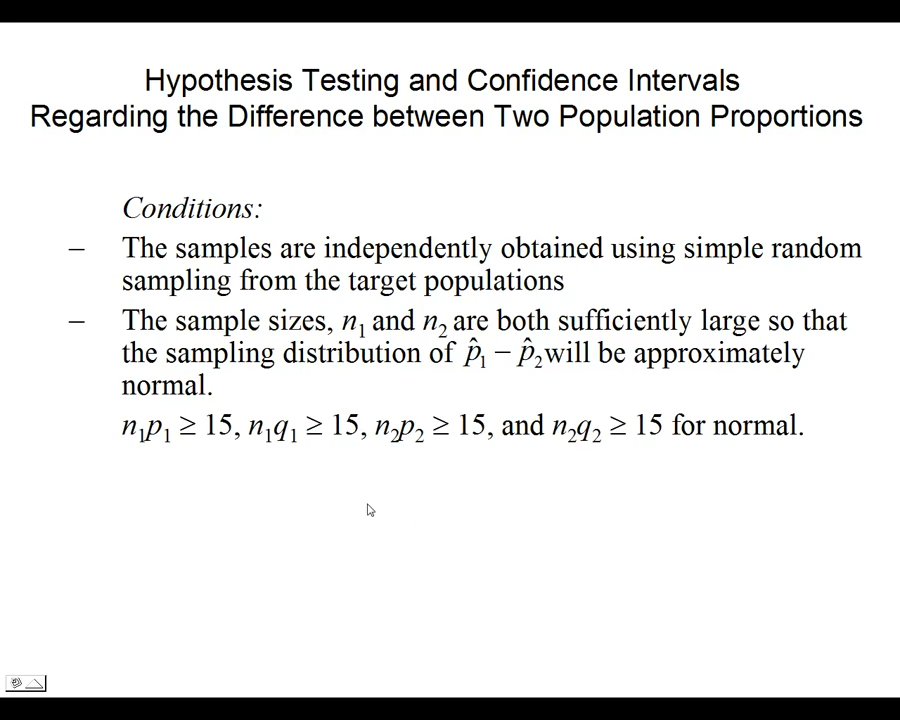 Hypothesis Testing and Confidence Intervals
Regarding the Difference between Two Population Proportions
Conditions:
– The samples are independently obtained using simple random
sampling from the target populations
– The sample sizes, n₁ and n₂ are both sufficiently large so that
the sampling distribution of p̂₁ − p̂₂ will be approximately
normal.
n₁p₁ ≥ 15, n₁q₁ ≥ 15, n₂p₂ ≥ 15, and n₂q₂ ≥ 15 for normal.